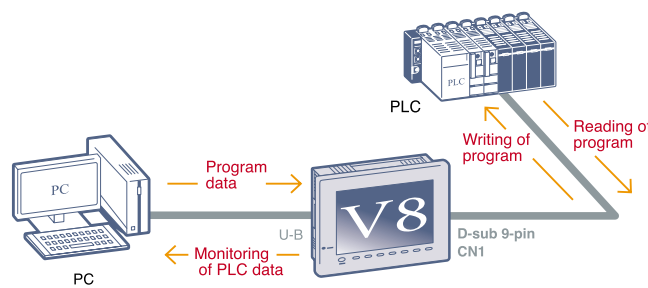 PLC
PLC
Writing of
program
Reading of
program
PC
Program
data
V8
U-B
D-sub 9-pin
CN1
Monitoring
of PLC data
PC